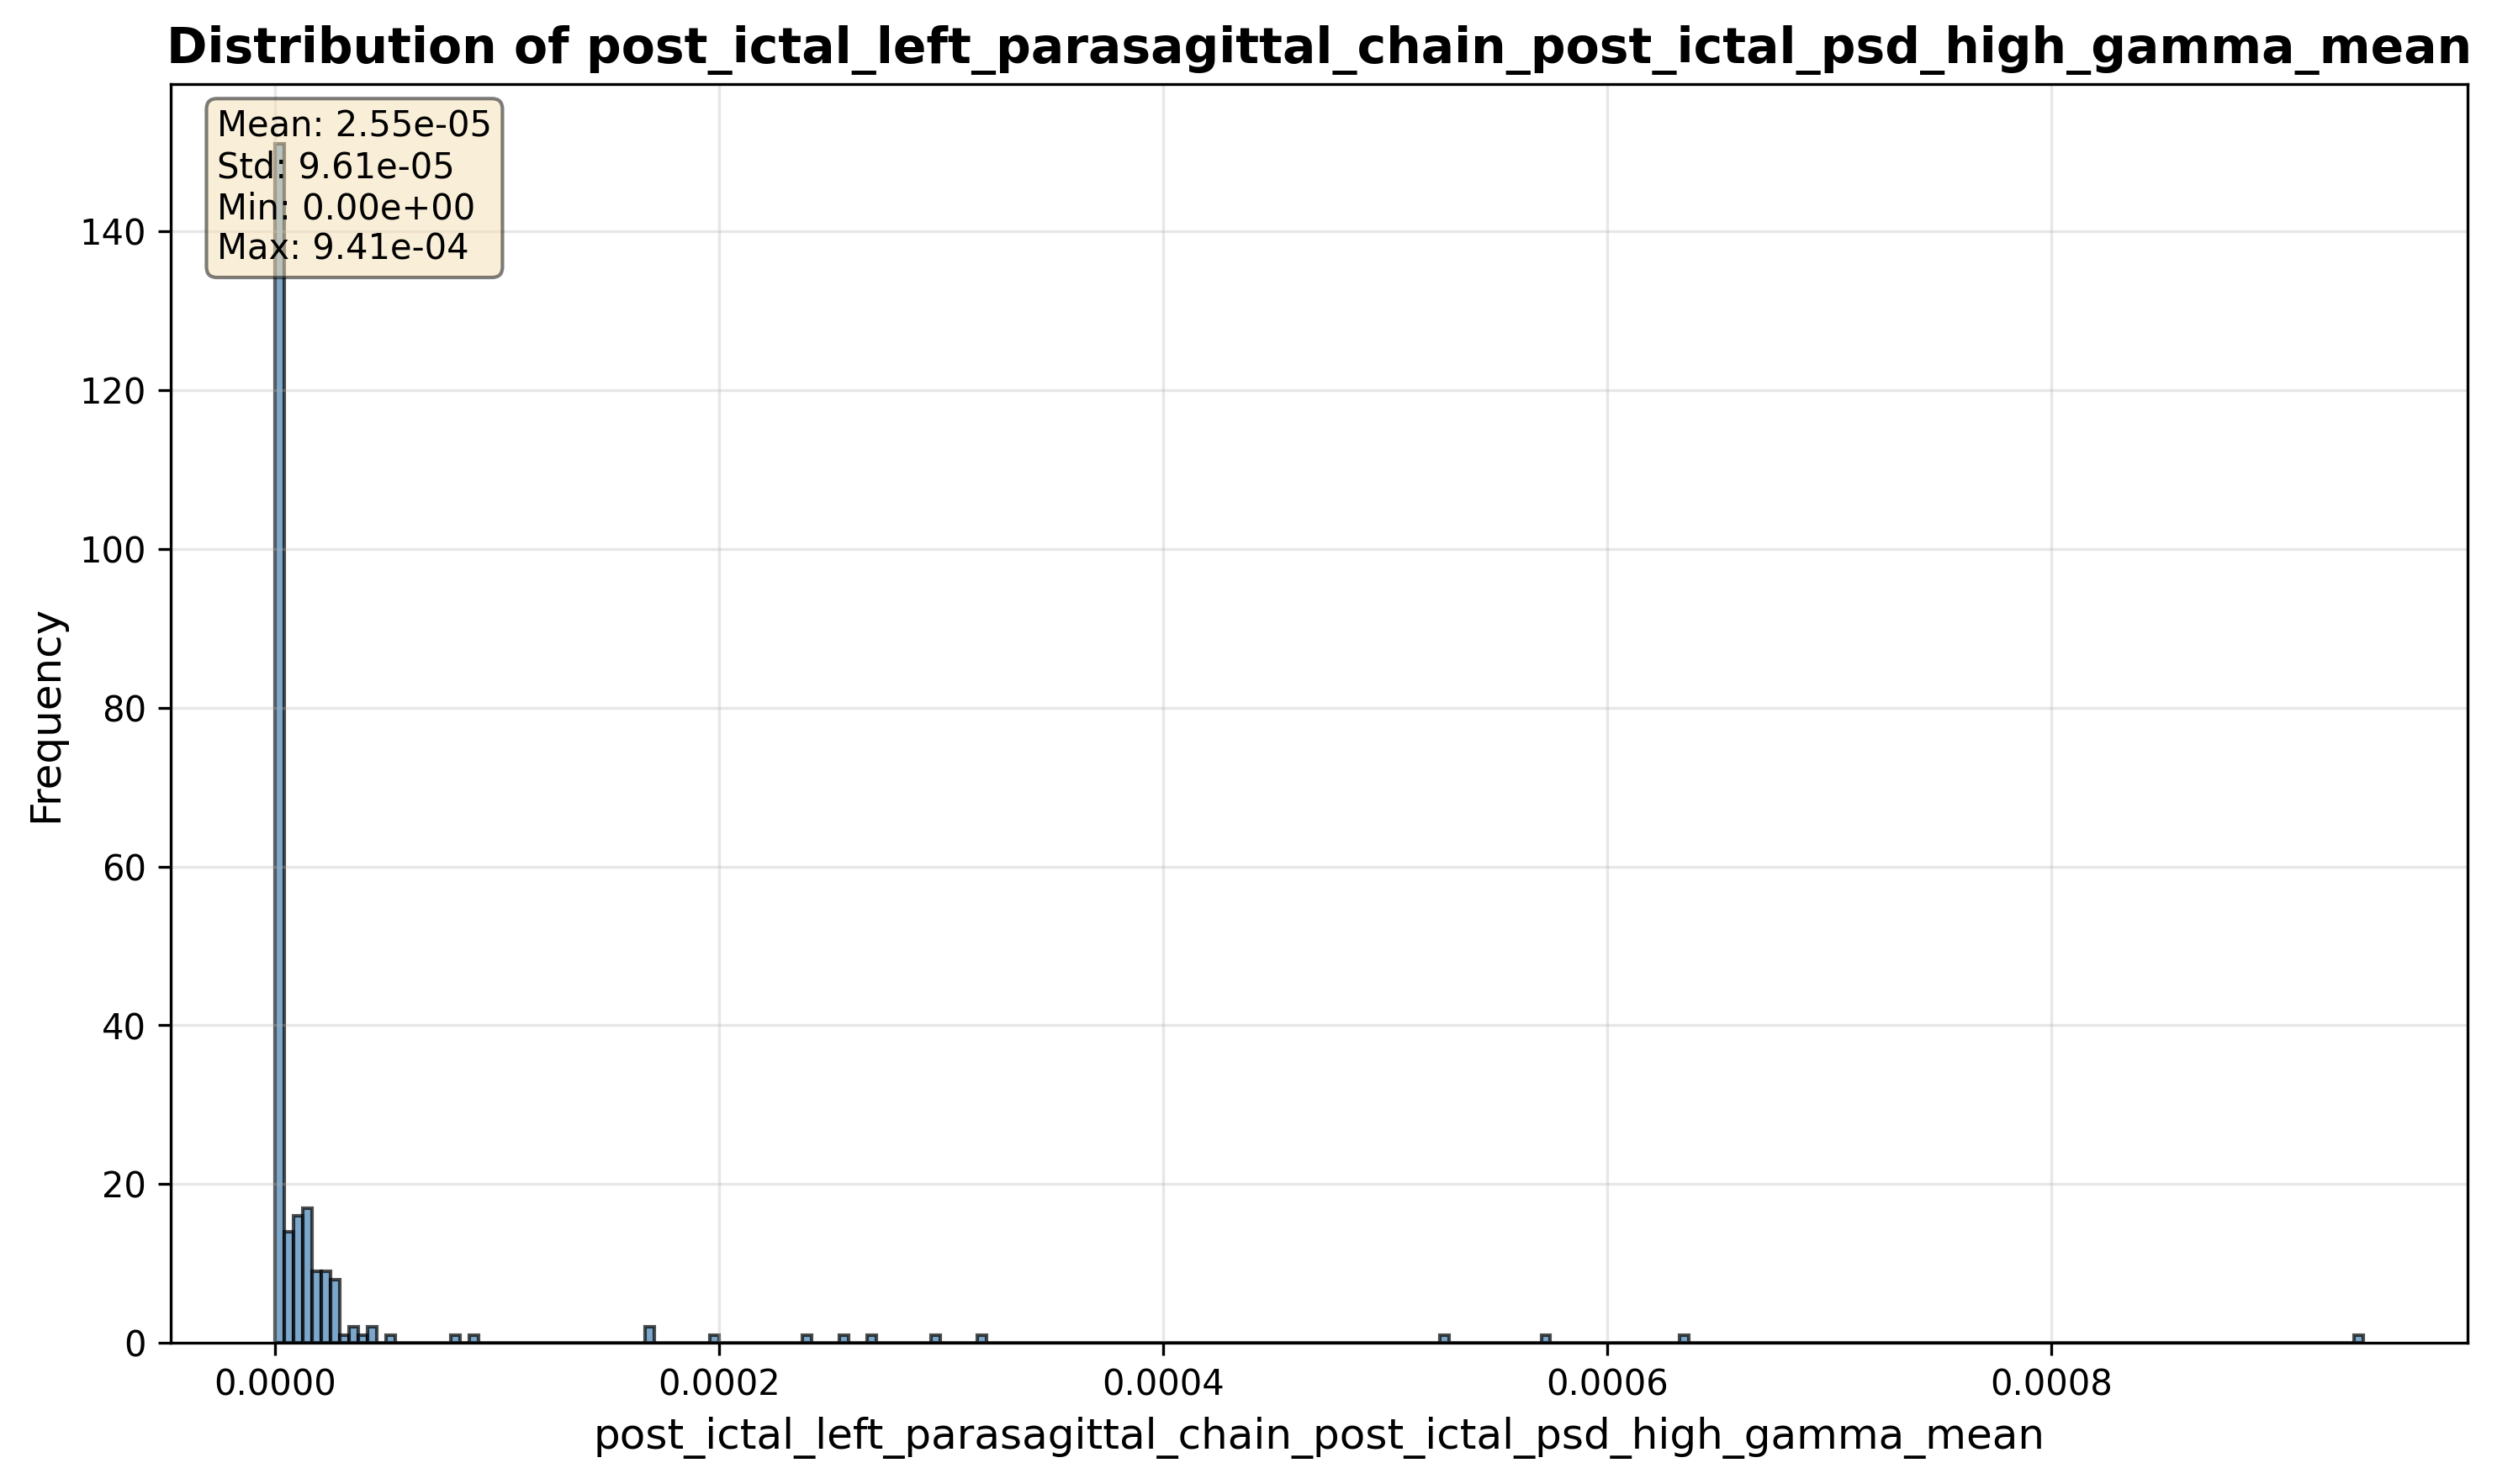 Distribution of post_ictal_left_parasagittal_chain_post_ictal_psd_high_gamma_mean
Mean: 2.55e-05
Std: 9.61e-05
Min: 0.00e+00
Max: 9.41e-04
140
120
100
80
60
40
20
0
Frequency
0.0000
0.0002
0.0004
0.0006
0.0008
post_ictal_left_parasagittal_chain_post_ictal_psd_high_gamma_mean